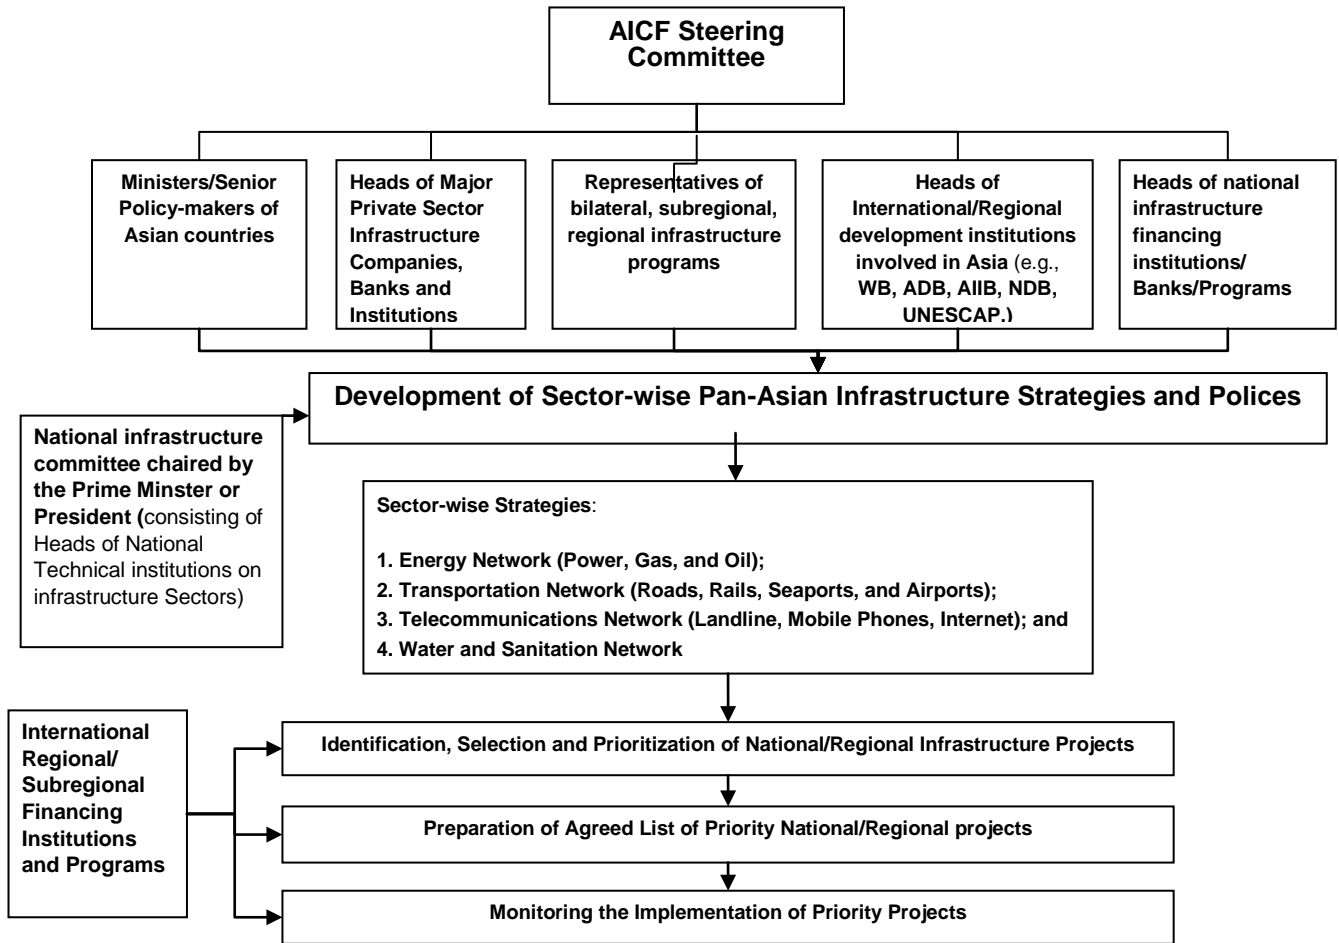 AICF Steering
Committee
Ministers/Senior
Policy-makers of
Asian countries
Heads of Major
Private Sector
Infrastructure
Companies,
Banks and
Institutions
Representatives of
bilateral, subregional,
regional infrastructure
programs
Heads of
International/Regional
development institutions
involved in Asia (e.g.,
WB, ADB, AIIB, NDB,
UNESCAP.)
Heads of national
infrastructure
financing
institutions/
Banks/Programs
Development of Sector-wise Pan-Asian Infrastructure Strategies and Polices
National infrastructure
committee chaired by
the Prime Minster or
President (consisting of
Heads of National
Technical institutions on
infrastructure Sectors)
Sector-wise Strategies:
1. Energy Network (Power, Gas, and Oil);
2. Transportation Network (Roads, Rails, Seaports, and Airports);
3. Telecommunications Network (Landline, Mobile Phones, Internet); and
4. Water and Sanitation Network
International
Regional/
Subregional
Financing
Institutions
and Programs
Identification, Selection and Prioritization of National/Regional Infrastructure Projects
Preparation of Agreed List of Priority National/Regional projects
Monitoring the Implementation of Priority Projects